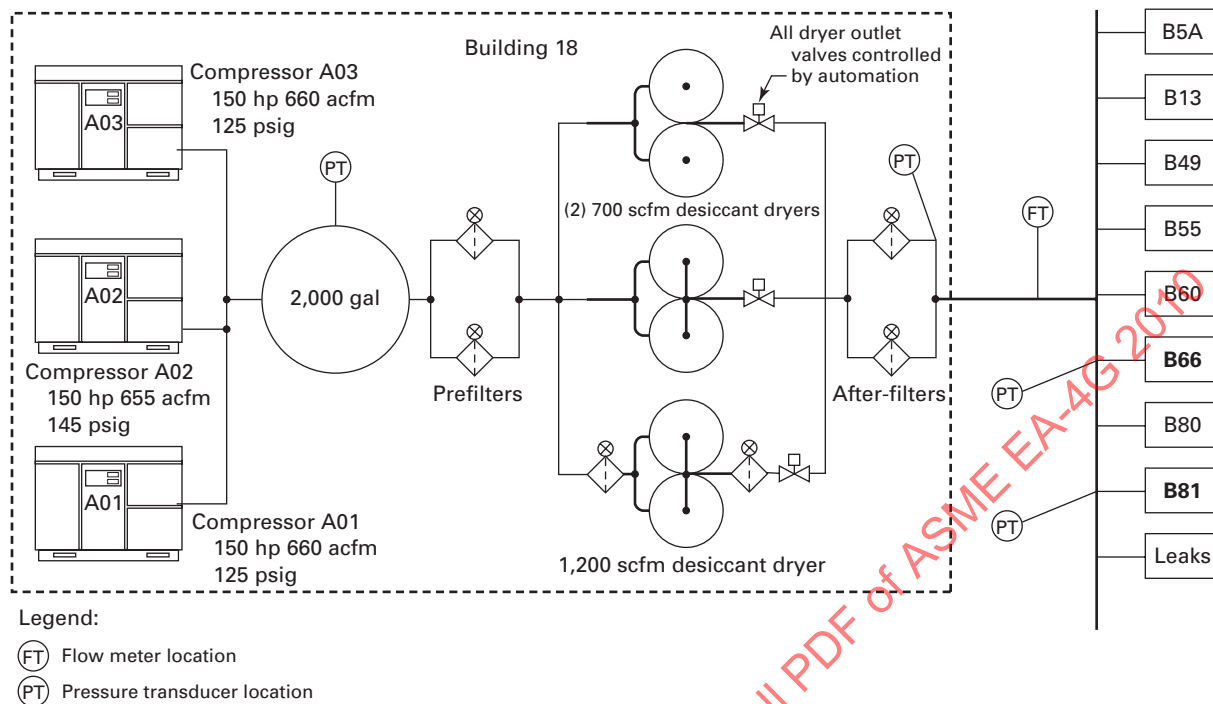 Building 18
All dryer outlet
valves controlled
by automation
Compressor A03
150 hp 660 acfm
125 psig
A03
PT
(2) 700 scfm desiccant dryers
PT
FT
A02
2,000 gal
Compressor A02
150 hp 655 acfm
145 psig
Prefilters
After-filters
A01
Compressor A01
150 hp 660 acfm
125 psig
1,200 scfm desiccant dryer
B5A
B13
B49
B55
B60
B66
PT
B80
B81
PT
Leaks
Legend:
FT Flow meter location
PT Pressure transducer location
ll PDF of ASME EA-4G 2010